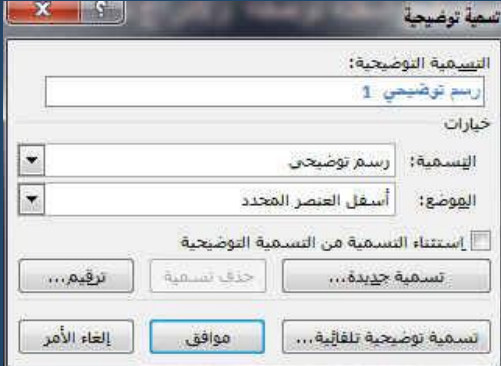 تسمية توضيحية
التسمية التوضيحية:
رسم توضيحي 1
خيارات
التسمية: رسم توضيحي
الموضع: أسفل العنصر المحدد
إستثناء التسمية من التسمية التوضيحية
تسمية جديدة... حذف تسمية ترقيم...
تسمية توضيحية تلقائية... موافق إلغاء الأمر